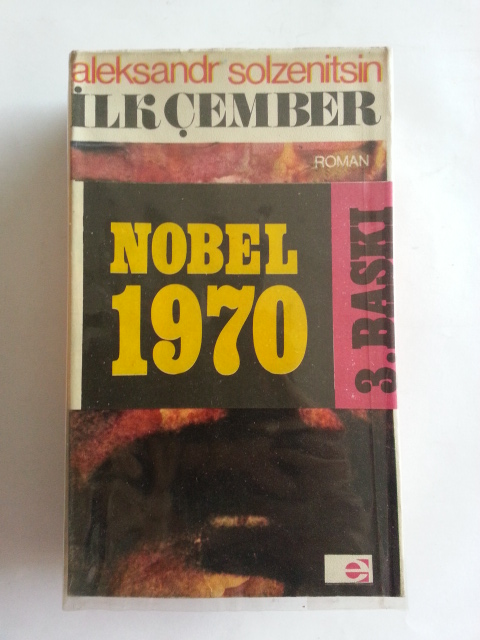 aleksandr solzenitsin
İLK ÇEMBER
ROMAN
NOBEL
1970
3. BASKI
e